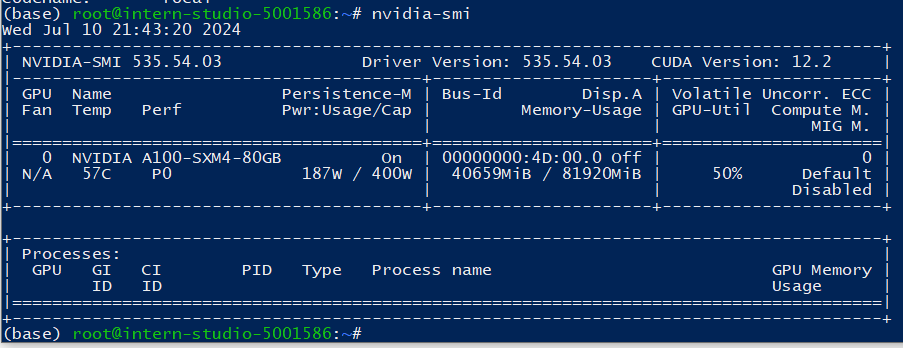 (base) root@intern-studio-5001586:~# nvidia-smi
Wed Jul 10 21:43:20 2024
+---------------------------------------------------------------------------------------+
| NVIDIA-SMI 535.54.03              Driver Version: 535.54.03    CUDA Version: 12.2     |
|-----------------------------------------+----------------------+----------------------+
| GPU  Name                 Persistence-M | Bus-Id        Disp.A | Volatile Uncorr. ECC |
| Fan  Temp   Perf          Pwr:Usage/Cap |         Memory-Usage | GPU-Util  Compute M. |
|                                         |                      |               MIG M. |
|=========================================+======================+======================|
|   0  NVIDIA A100-SXM4-80GB          On  | 00000000:4D:00.0 Off |                    0 |
| N/A   57C    P0             187W / 400W |  40659MiB / 81920MiB |     50%      Default |
|                                         |                      |             Disabled |
+-----------------------------------------+----------------------+----------------------+
+---------------------------------------------------------------------------------------+
| Processes:                                                                            |
|  GPU   GI   CI        PID   Type   Process name                            GPU Memory |
|        ID   ID                                                             Usage      |
|=======================================================================================|
+---------------------------------------------------------------------------------------+
(base) root@intern-studio-5001586:~#